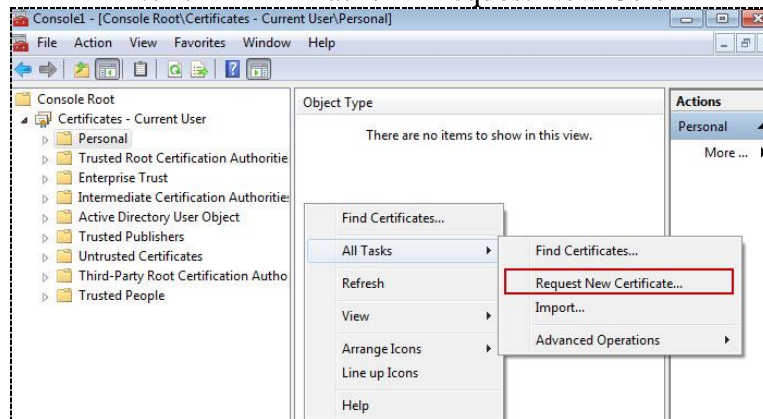 Console1 - [Console Root\Certificates - Current User\Personal]
File Action View Favorites Window Help
Console Root
Certificates - Current User
Personal
Trusted Root Certification Authoritie
Enterprise Trust
Intermediate Certification Authorities
Active Directory User Object
Trusted Publishers
Untrusted Certificates
Third-Party Root Certification Autho
Trusted People
Object Type
There are no items to show in this view.
Actions
Personal
More ...
Find Certificates...
All Tasks
Refresh
View
Arrange Icons
Line up Icons
Help
Find Certificates...
Request New Certificate...
Import...
Advanced Operations